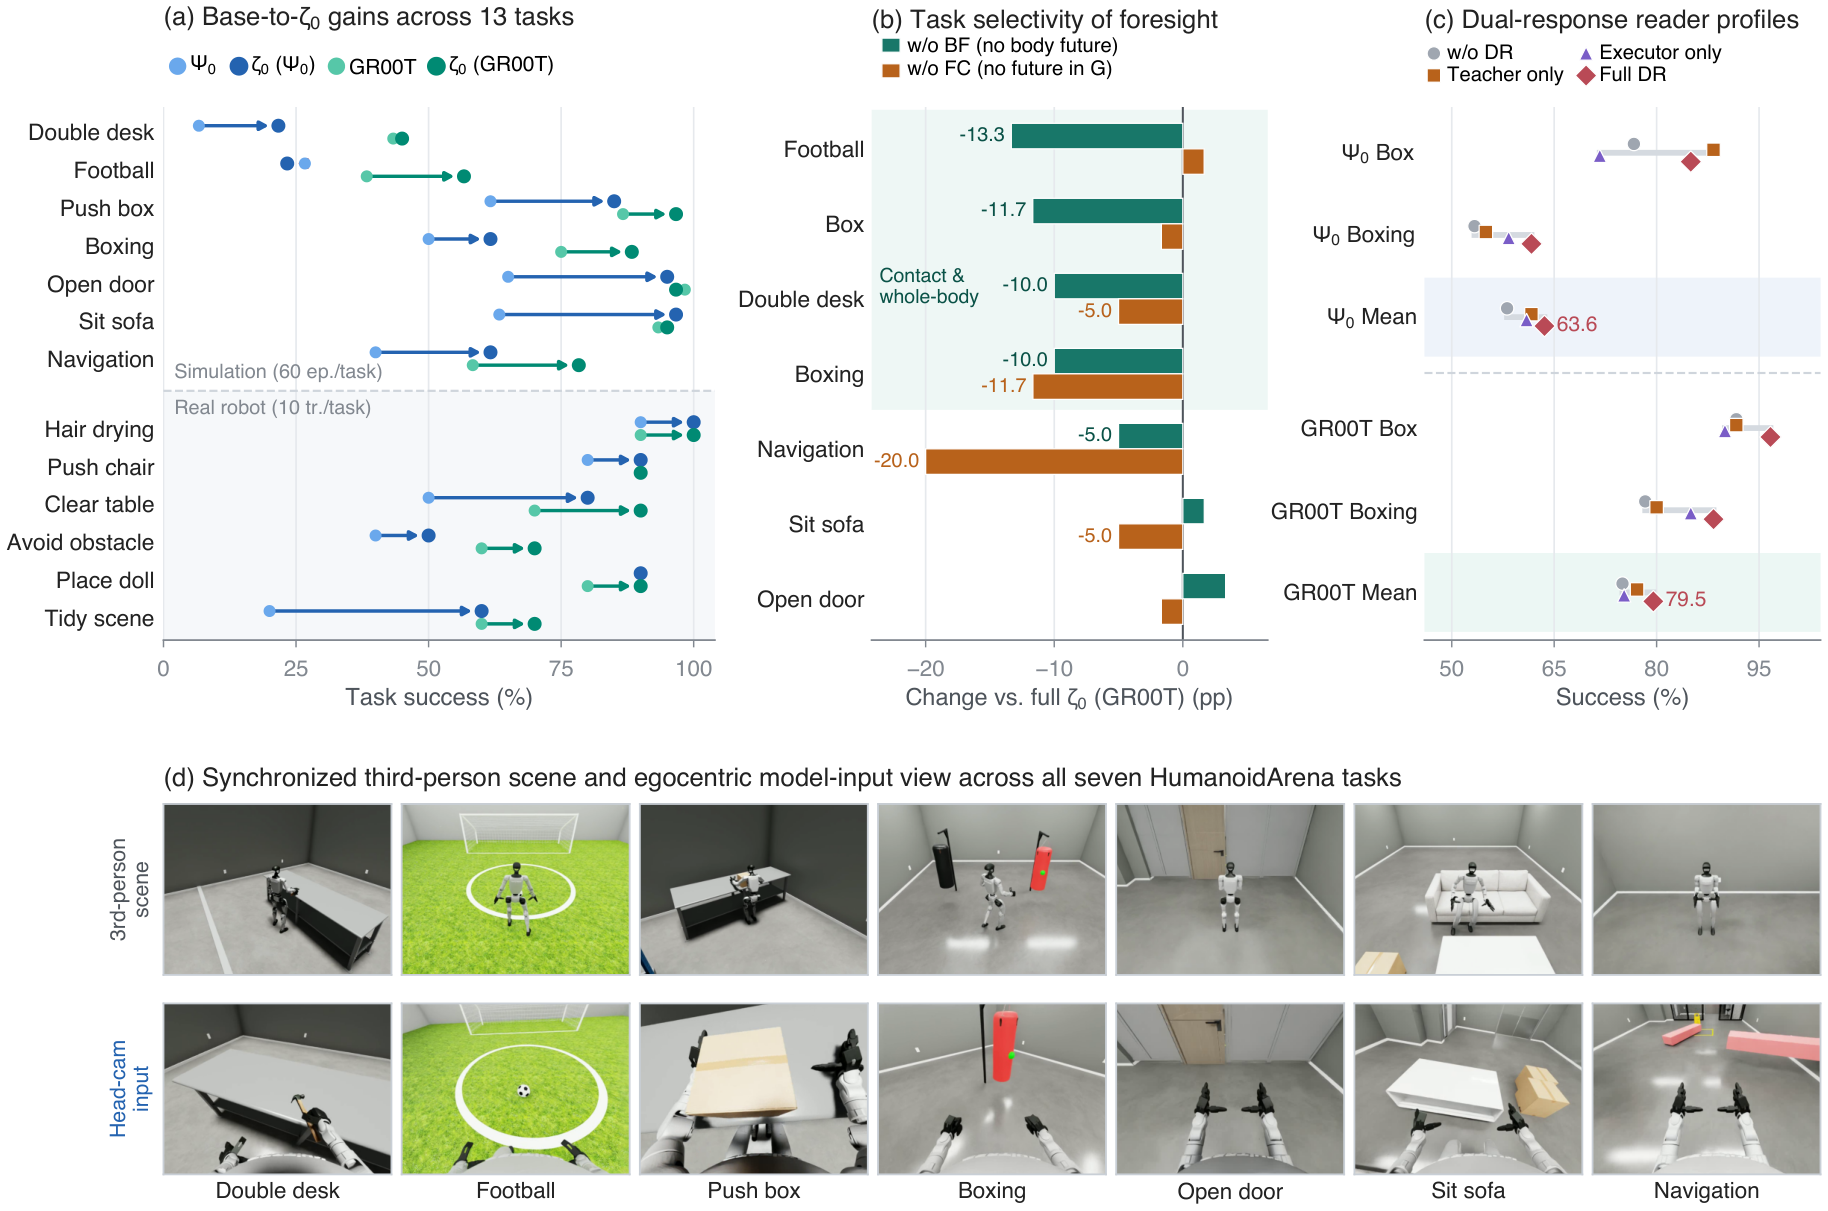 (a) Base-to-ζ₀ gains across 13 tasks
Ψ₀ ζ₀ (Ψ₀) GR00T ζ₀ (GR00T)
Double desk
Football
Push box
Boxing
Open door
Sit sofa
Navigation
Simulation (60 ep./task)
Real robot (10 tr./task)
Hair drying
Push chair
Clear table
Avoid obstacle
Place doll
Tidy scene
0 25 50 75 100
Task success (%)
(b) Task selectivity of foresight
w/o BF (no body future)
w/o FC (no future in G)
Football -13.3
Box -11.7
Contact &
whole-body
Double desk -10.0
-5.0
Boxing -10.0
-11.7
Navigation -5.0
-20.0
Sit sofa -5.0
Open door
−20 −10 0
Change vs. full ζ₀ (GR00T) (pp)
(c) Dual-response reader profiles
w/o DR Executor only
Teacher only Full DR
Ψ₀ Box
Ψ₀ Boxing
Ψ₀ Mean 63.6
GR00T Box
GR00T Boxing
GR00T Mean 79.5
50 65 80 95
Success (%)
(d) Synchronized third-person scene and egocentric model-input view across all seven HumanoidArena tasks
3rd-person
scene
Head-cam
input
Double desk Football Push box Boxing Open door Sit sofa Navigation